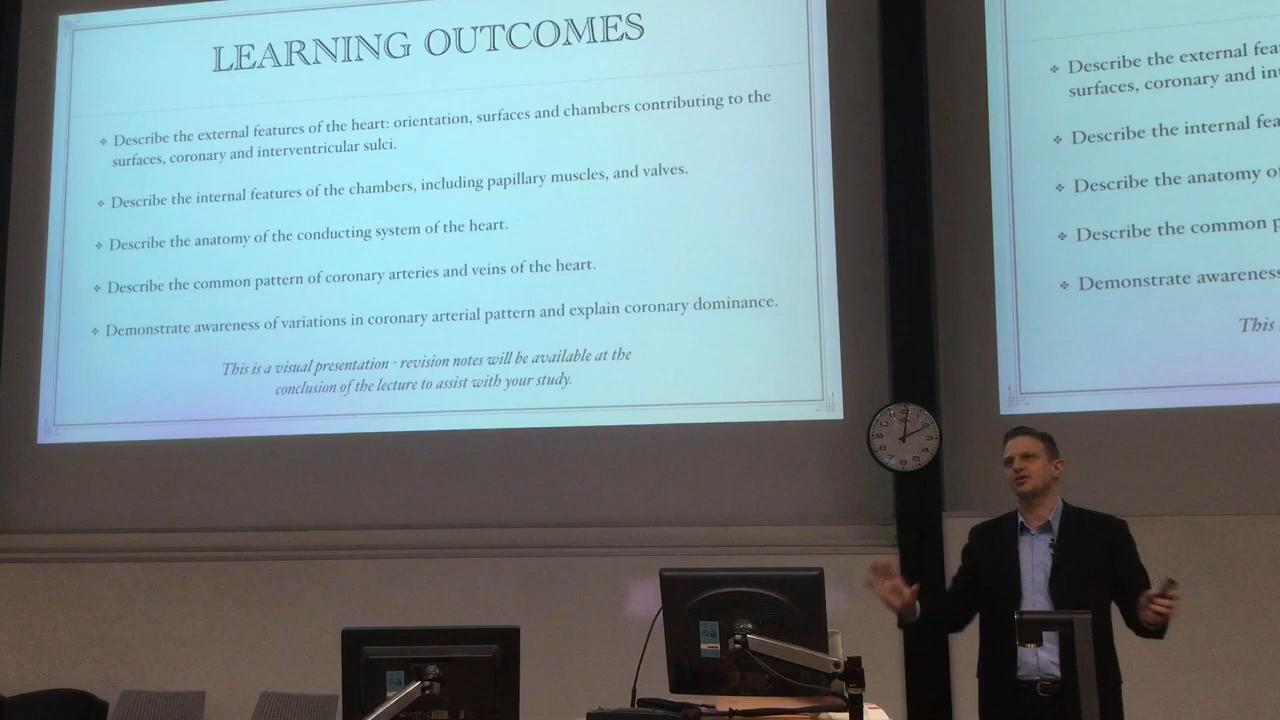 LEARNING OUTCOMES
Describe the external features of the heart: orientation, surfaces and chambers contributing to the
surfaces, coronary and interventricular sulci.
Describe the internal features of the chambers, including papillary muscles, and valves.
Describe the anatomy of the conducting system of the heart.
Describe the common pattern of coronary arteries and veins of the heart.
Demonstrate awareness of variations in coronary arterial pattern and explain coronary dominance.
This is a visual presentation - revision notes will be available at the
conclusion of the lecture to assist with your study.
Describe the external
surfaces, coronary and
Describe the internal
Describe the anatomy
Describe the common
Demonstrate awareness
This